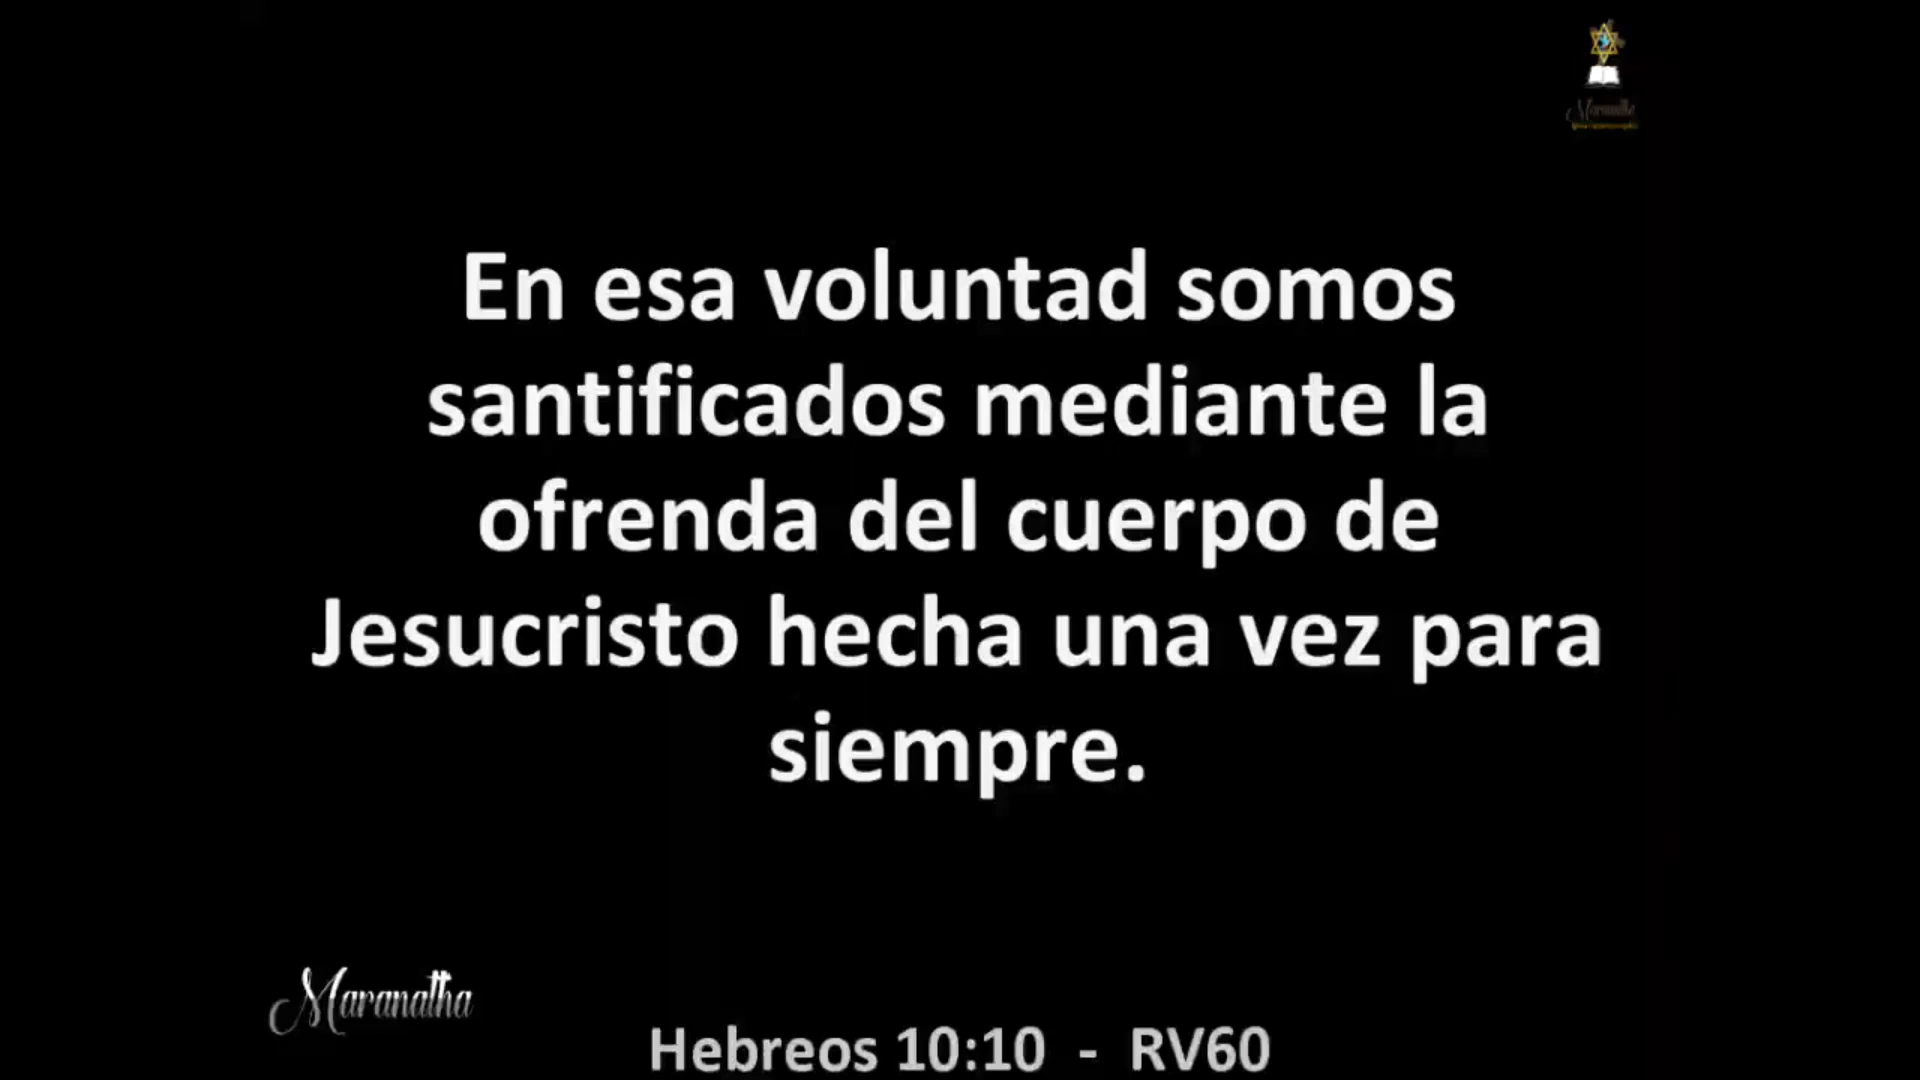 Maranatha
En esa voluntad somos
santificados mediante la
ofrenda del cuerpo de
Jesucristo hecha una vez para
siempre.
Maranatha
Hebreos 10:10 - RV60